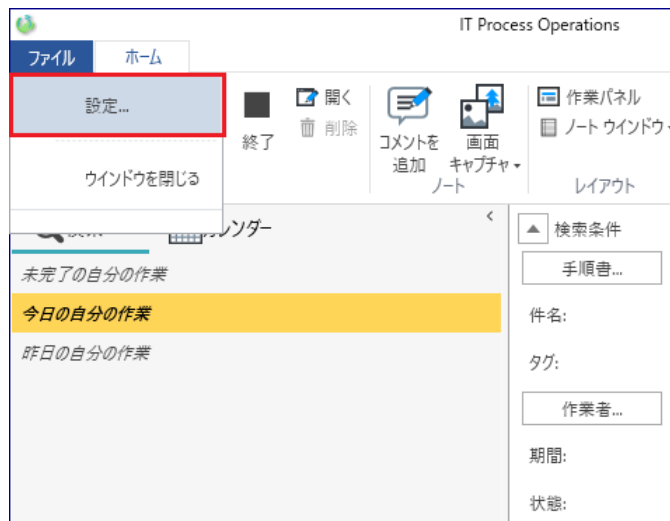 IT Process Operations
ファイル ホーム
設定...
ウインドウを閉じる
終了
開く
削除
コメントを
追加
画面
キャプチャ
ノート
作業パネル
ノート ウインドウ
レイアウト
レンダー
未完了の自分の作業
今日の自分の作業
昨日の自分の作業
検索条件
手順書...
件名:
タグ:
作業者...
期間:
状態: